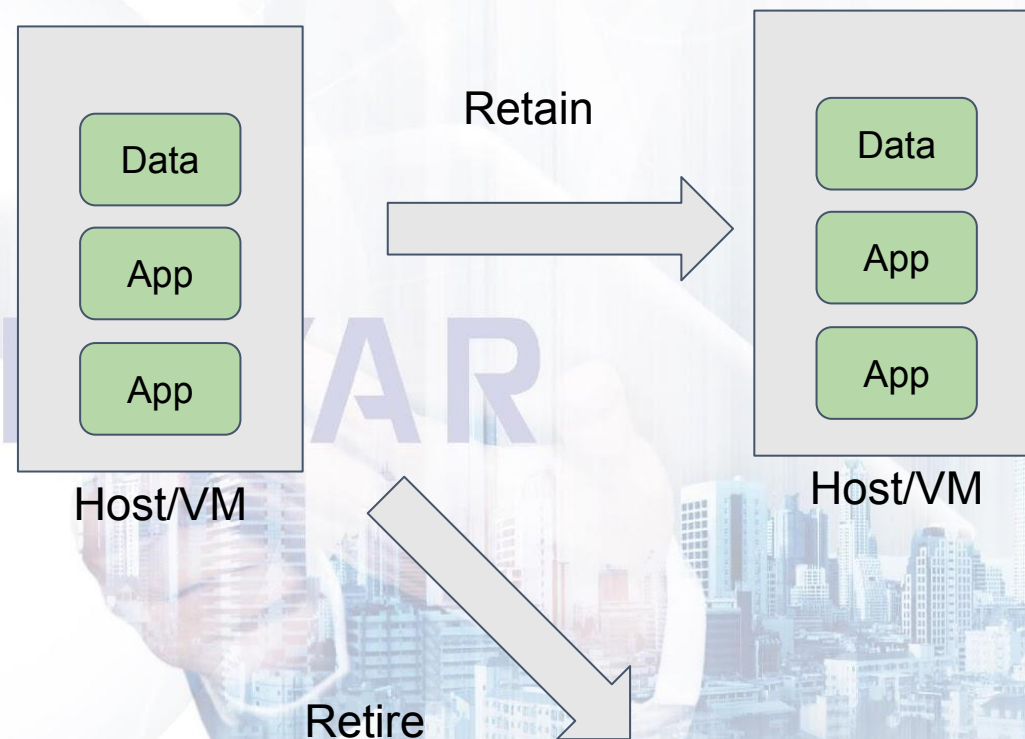 Retain
Data
App
App
Host/VM
Data
App
App
Host/VM
Retire